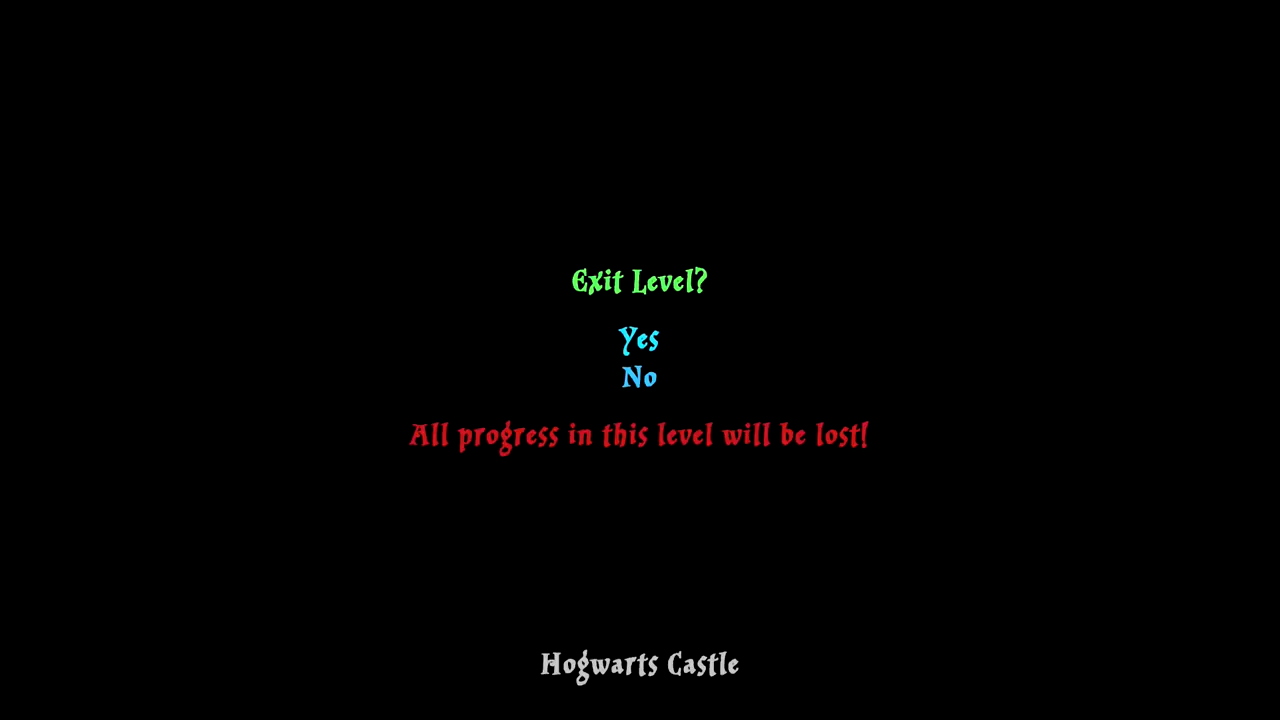 Exit Level?
Yes
No
All progress in this level will be lost!
Hogwarts Castle